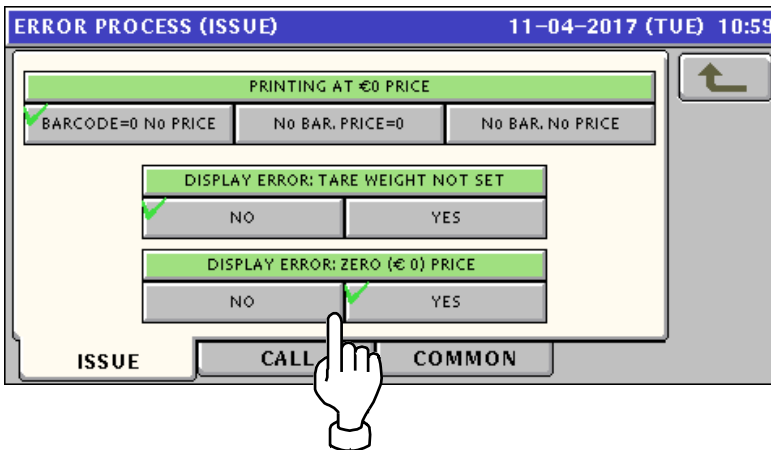 ERROR PROCESS (ISSUE) 11-04-2017 (TUE) 10:59
PRINTING AT €0 PRICE
BARCODE=0 NO PRICE NO BAR. PRICE=0 NO BAR. NO PRICE
DISPLAY ERROR: TARE WEIGHT NOT SET
NO YES
DISPLAY ERROR: ZERO (€ 0) PRICE
NO YES
ISSUE CALL COMMON